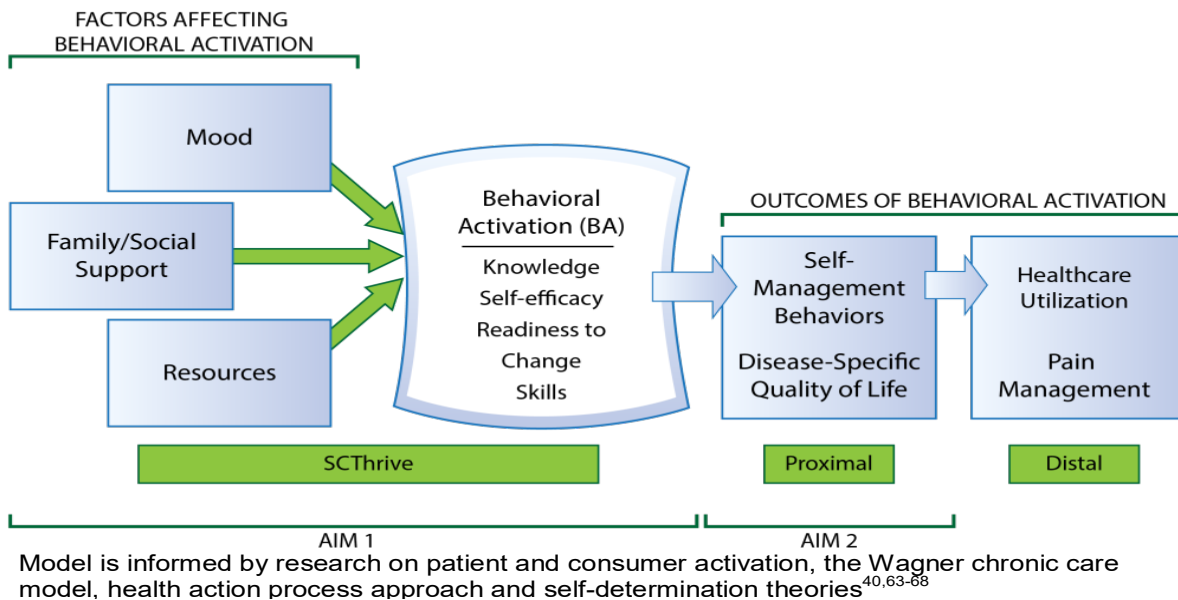 FACTORS AFFECTING
BEHAVIORAL ACTIVATION
Mood
Family/Social
Support
Resources
Behavioral
Activation (BA)
Knowledge
Self-efficacy
Readiness to
Change
Skills
OUTCOMES OF BEHAVIORAL ACTIVATION
Self-
Management
Behaviors
Disease-Specific
Quality of Life
Healthcare
Utilization
Pain
Management
SCThrive
Proximal
Distal
AIM 1
AIM 2
Model is informed by research on patient and consumer activation, the Wagner chronic care
model, health action process approach and self-determination theories40,63-68